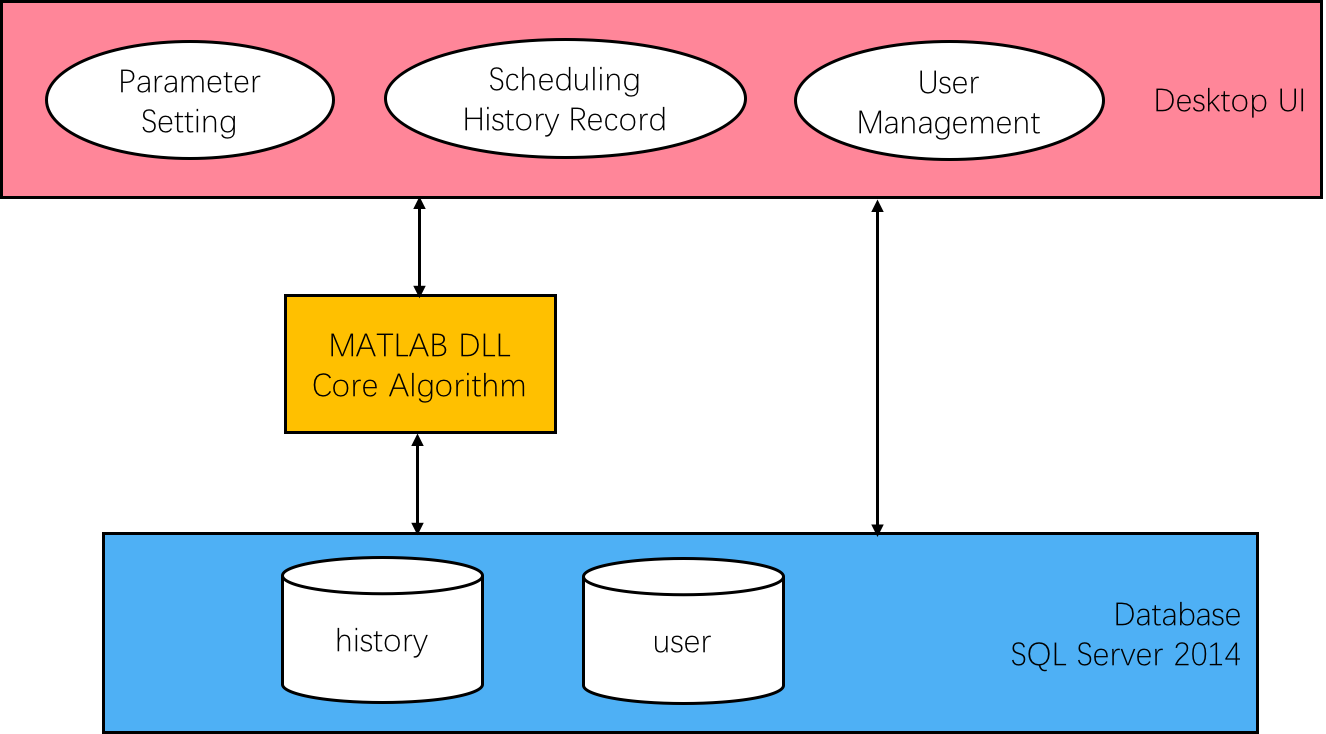 Parameter
Setting
Scheduling
History Record
User
Management
Desktop UI
MATLAB DLL
Core Algorithm
history
user
Database
SQL Server 2014